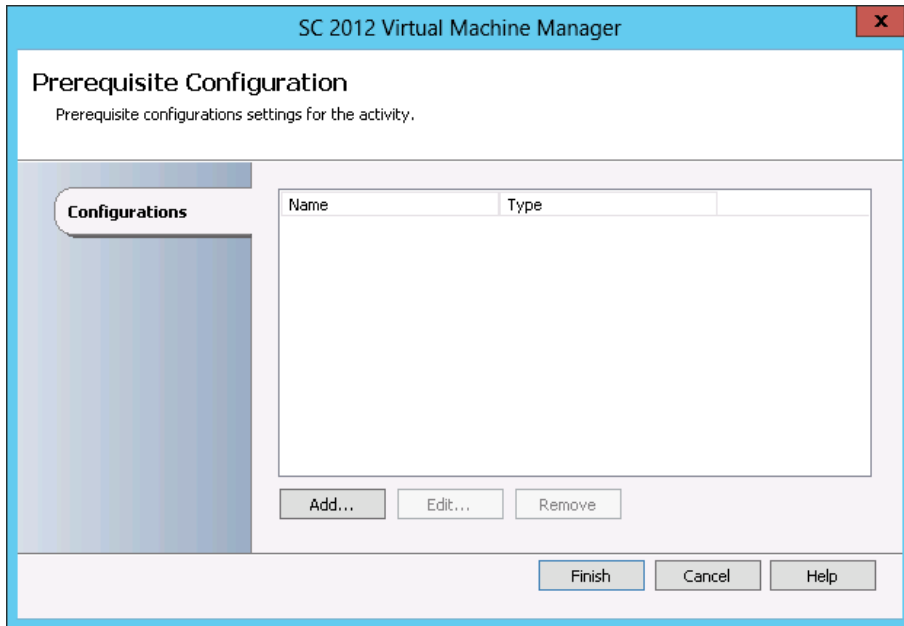 SC 2012 Virtual Machine Manager
x
Prerequisite Configuration
Prerequisite configurations settings for the activity.
Configurations
Name Type
Add... Edit... Remove
Finish Cancel Help